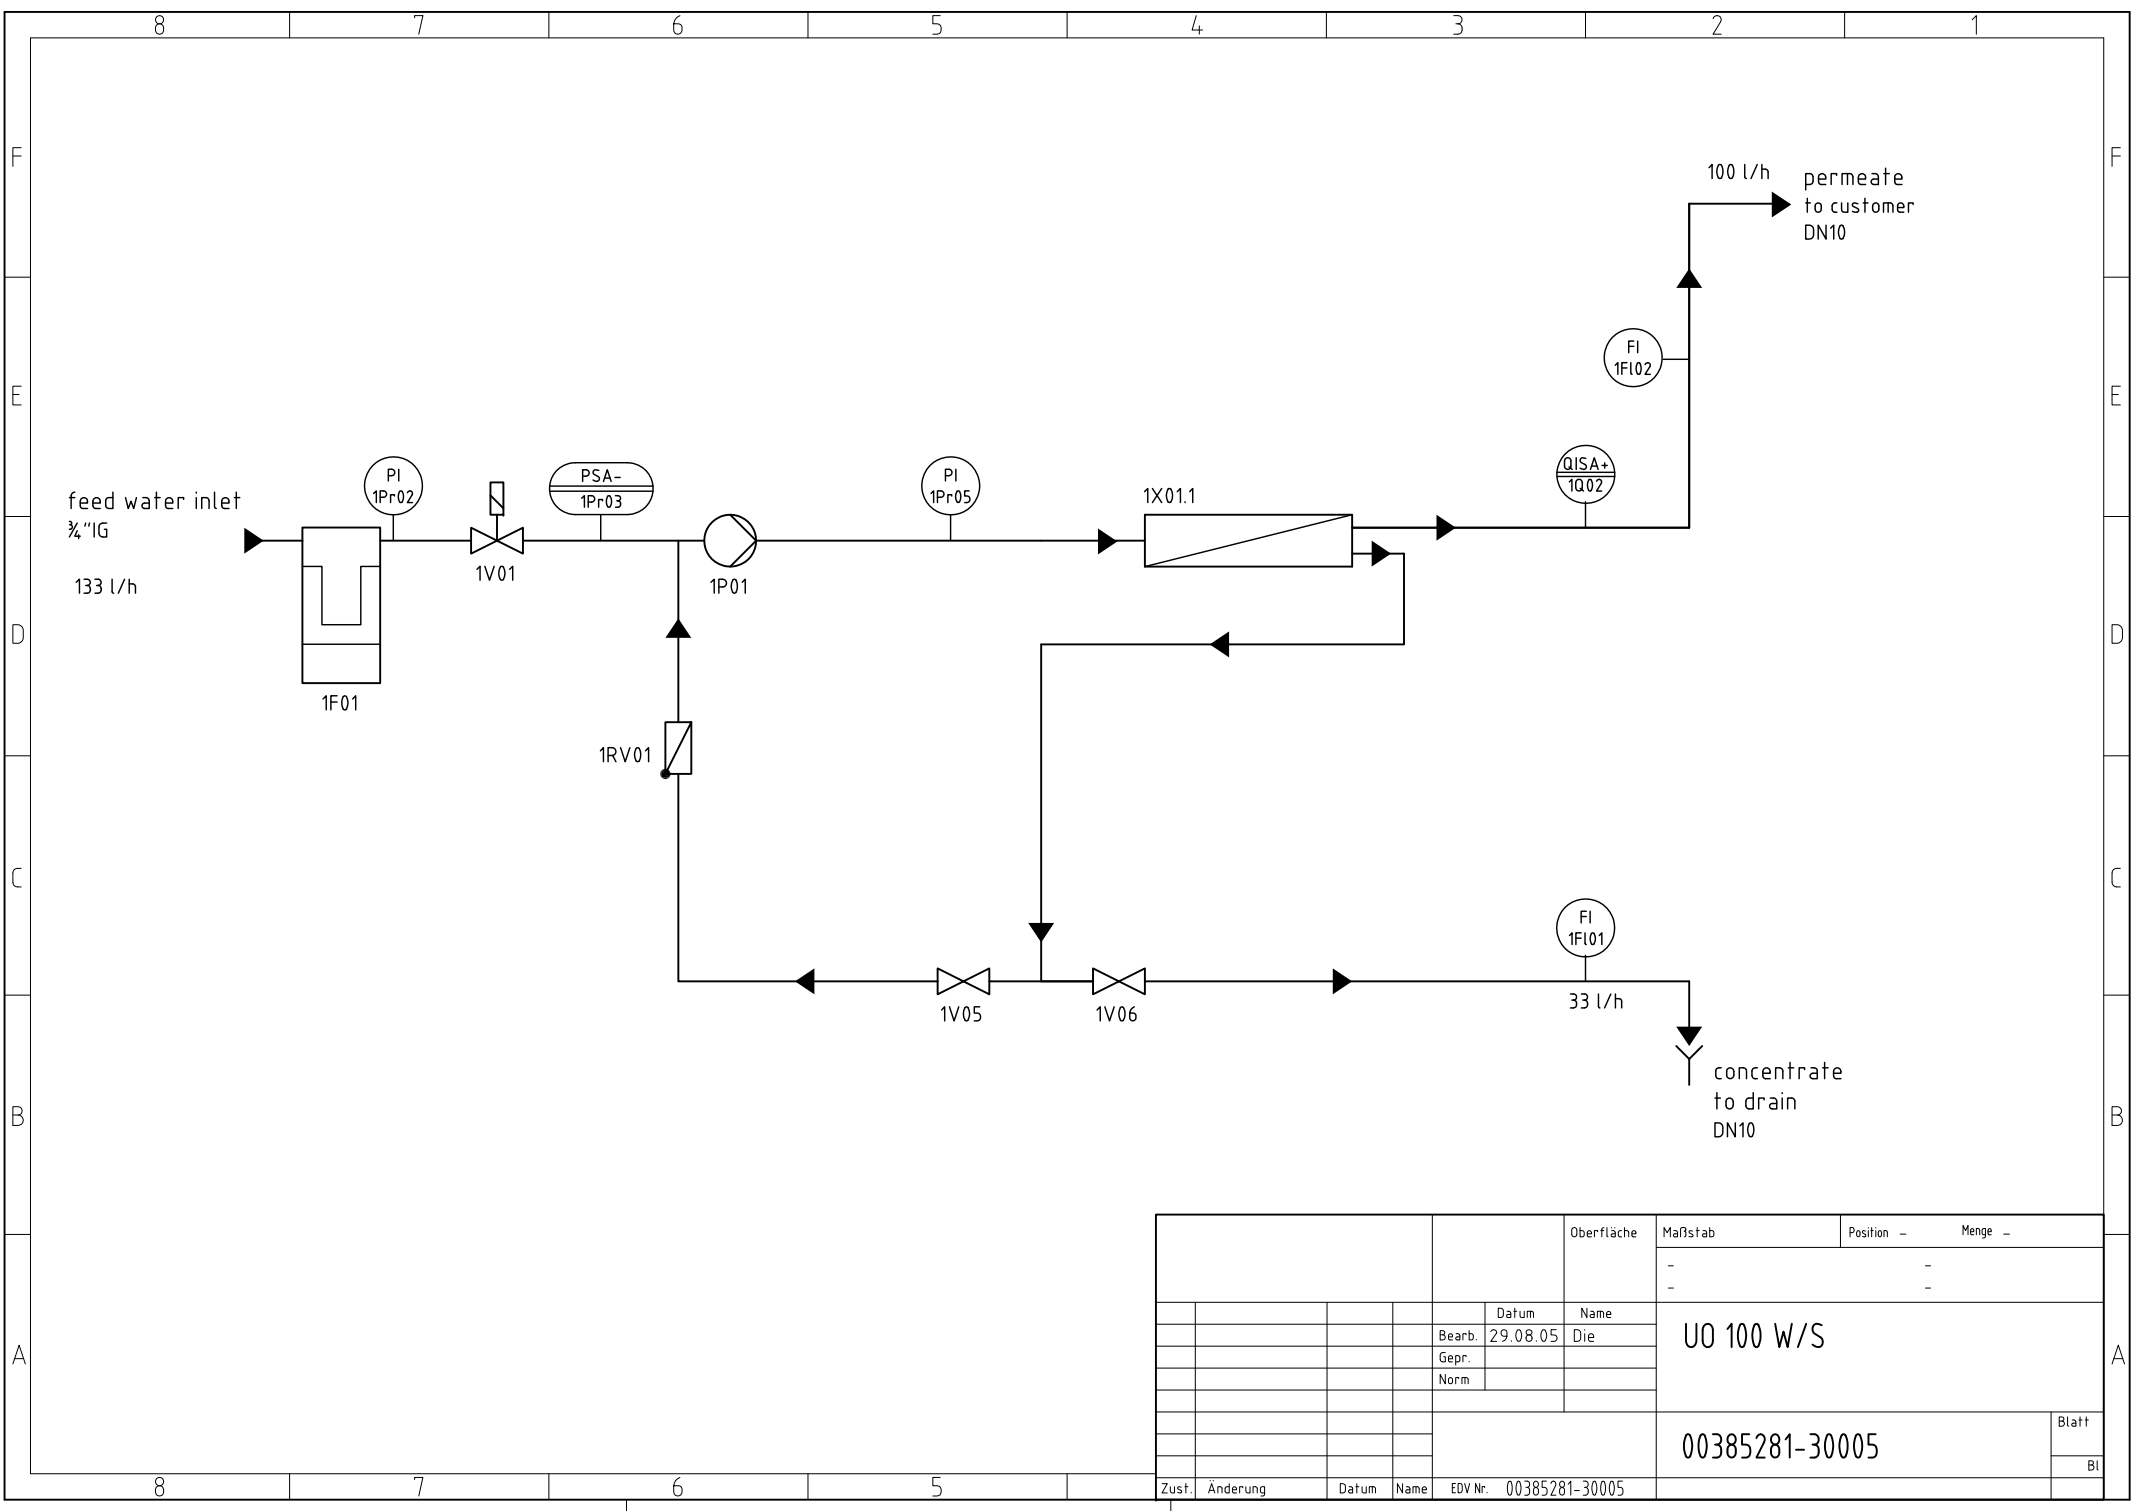 8 7 6 5 4 3 2 1
F F
100 l/h
permeate
to customer
DN10
FI
1Fl02
E E
QISA+
1Q02
PI
1Pr02
PSA-
1Pr03
PI
1Pr05
1X01.1
feed water inlet
¾"IG
133 l/h
1V01
1P01
D D
1F01
1RV01
C C
FI
1Fl01
33 l/h
1V05
1V06
concentrate
to drain
DN10
B B
Oberfläche
Maßstab
Position -
Menge -
- -
- -
Datum Name
Bearb. 29.08.05 Die
Gepr.
Norm
UO 100 W/S
A A
Blatt
00385281-30005
Bl
Zust. Änderung Datum Name EDV Nr. 00385281-30005
8 7 6 5